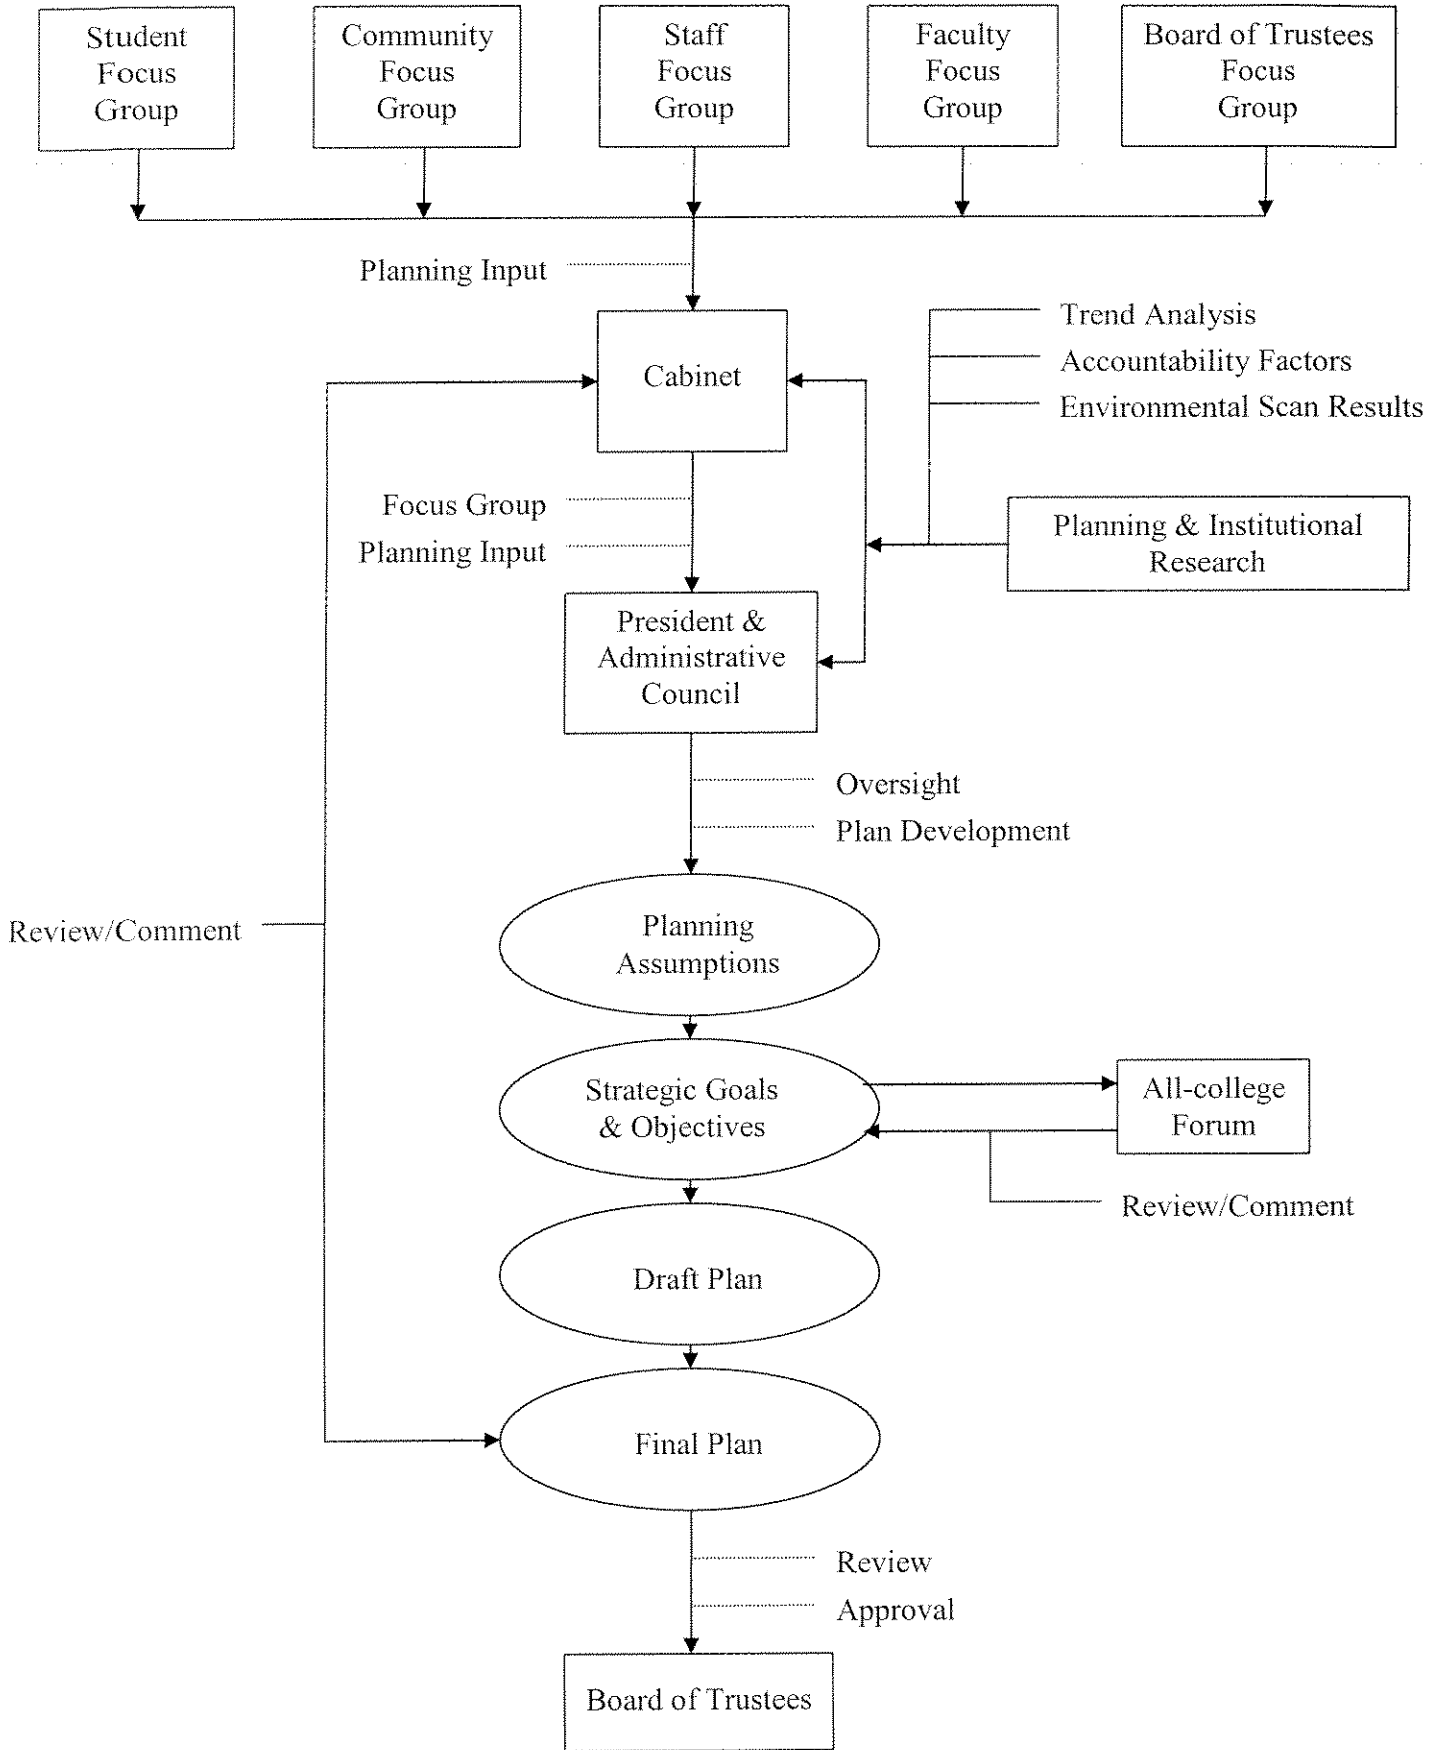 Student
Focus
Group
Community
Focus
Group
Staff
Focus
Group
Faculty
Focus
Group
Board of Trustees
Focus
Group
Planning Input
Trend Analysis
Accountability Factors
Environmental Scan Results
Cabinet
Focus Group
Planning Input
Planning & Institutional
Research
President &
Administrative
Council
Oversight
Plan Development
Review/Comment
Planning
Assumptions
Strategic Goals
& Objectives
All-college
Forum
Review/Comment
Draft Plan
Final Plan
Review
Approval
Board of Trustees